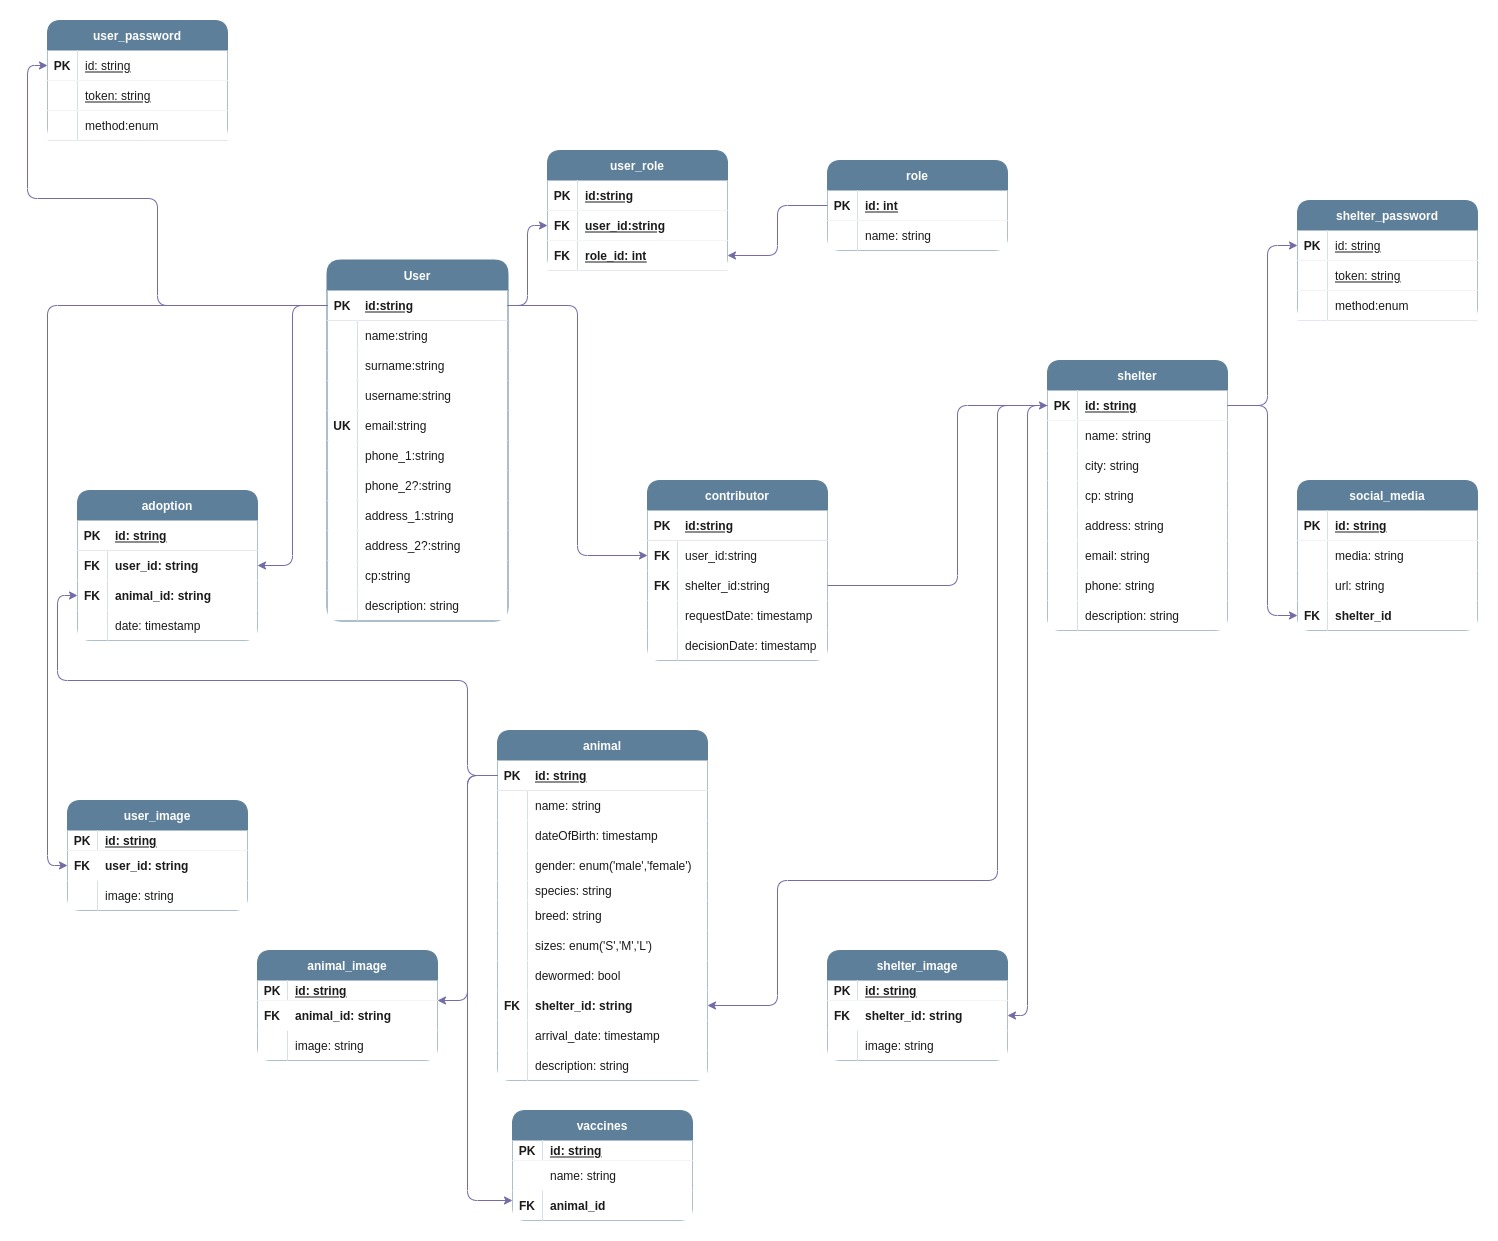 user_password
PK id: string
token: string
method:enum
user_role
PK id:string
FK user_id:string
FK role_id: int
role
PK id: int
name: string
shelter_password
PK id: string
token: string
method:enum
User
PK id:string
name:string
surname:string
username:string
UK email:string
phone_1:string
phone_2?:string
address_1:string
address_2?:string
cp:string
description: string
shelter
PK id: string
name: string
city: string
cp: string
address: string
email: string
phone: string
description: string
adoption
PK id: string
FK user_id: string
FK animal_id: string
date: timestamp
contributor
PK id:string
FK user_id:string
FK shelter_id:string
requestDate: timestamp
decisionDate: timestamp
social_media
PK id: string
media: string
url: string
FK shelter_id
animal
PK id: string
name: string
dateOfBirth: timestamp
gender: enum('male','female')
species: string
breed: string
sizes: enum('S','M','L')
dewormed: bool
FK shelter_id: string
arrival_date: timestamp
description: string
user_image
PK id: string
FK user_id: string
image: string
animal_image
PK id: string
FK animal_id: string
image: string
shelter_image
PK id: string
FK shelter_id: string
image: string
vaccines
PK id: string
name: string
FK animal_id